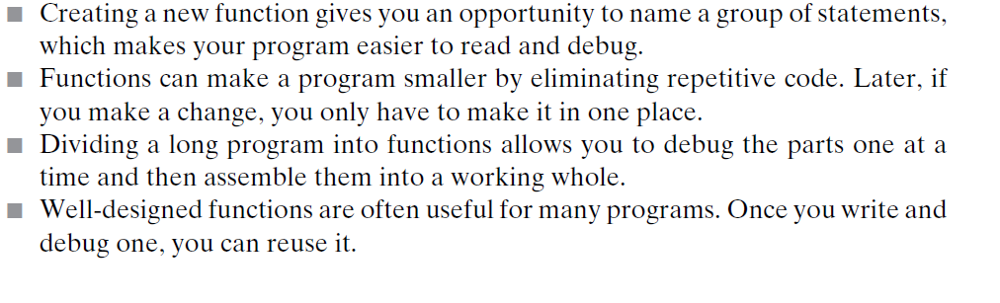 ■ Creating a new function gives you an opportunity to name a group of statements,
which makes your program easier to read and debug.
■ Functions can make a program smaller by eliminating repetitive code. Later, if
you make a change, you only have to make it in one place.
■ Dividing a long program into functions allows you to debug the parts one at a
time and then assemble them into a working whole.
■ Well-designed functions are often useful for many programs. Once you write and
debug one, you can reuse it.